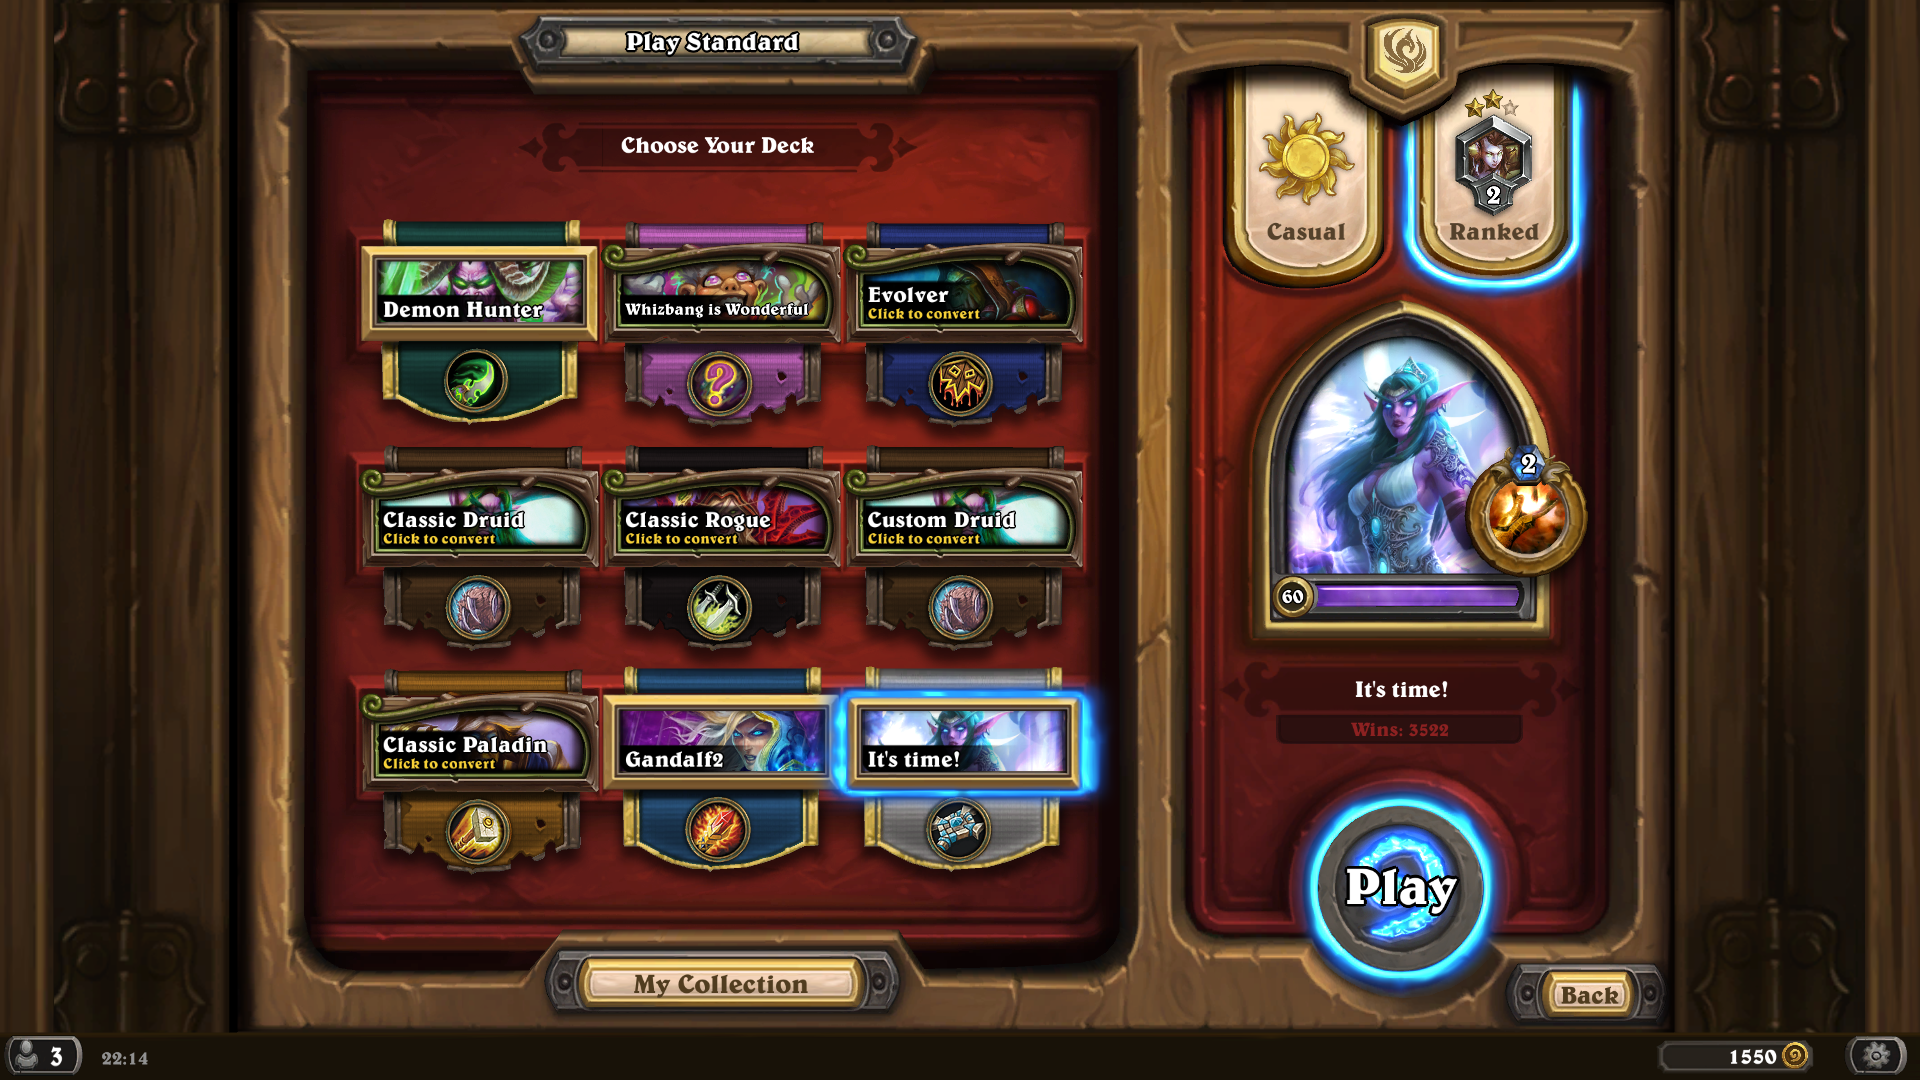 Play Standard
Choose Your Deck
Demon Hunter
Whizbang is Wonderful
Evolver
Click to convert
Classic Druid
Click to convert
Classic Rogue
Click to convert
Custom Druid
Click to convert
Classic Paladin
Click to convert
Gandalf2
It's time!
My Collection
Casual
2
Ranked
2
60
It's time!
Wins: 3522
Play
Back
3
22:14
1550